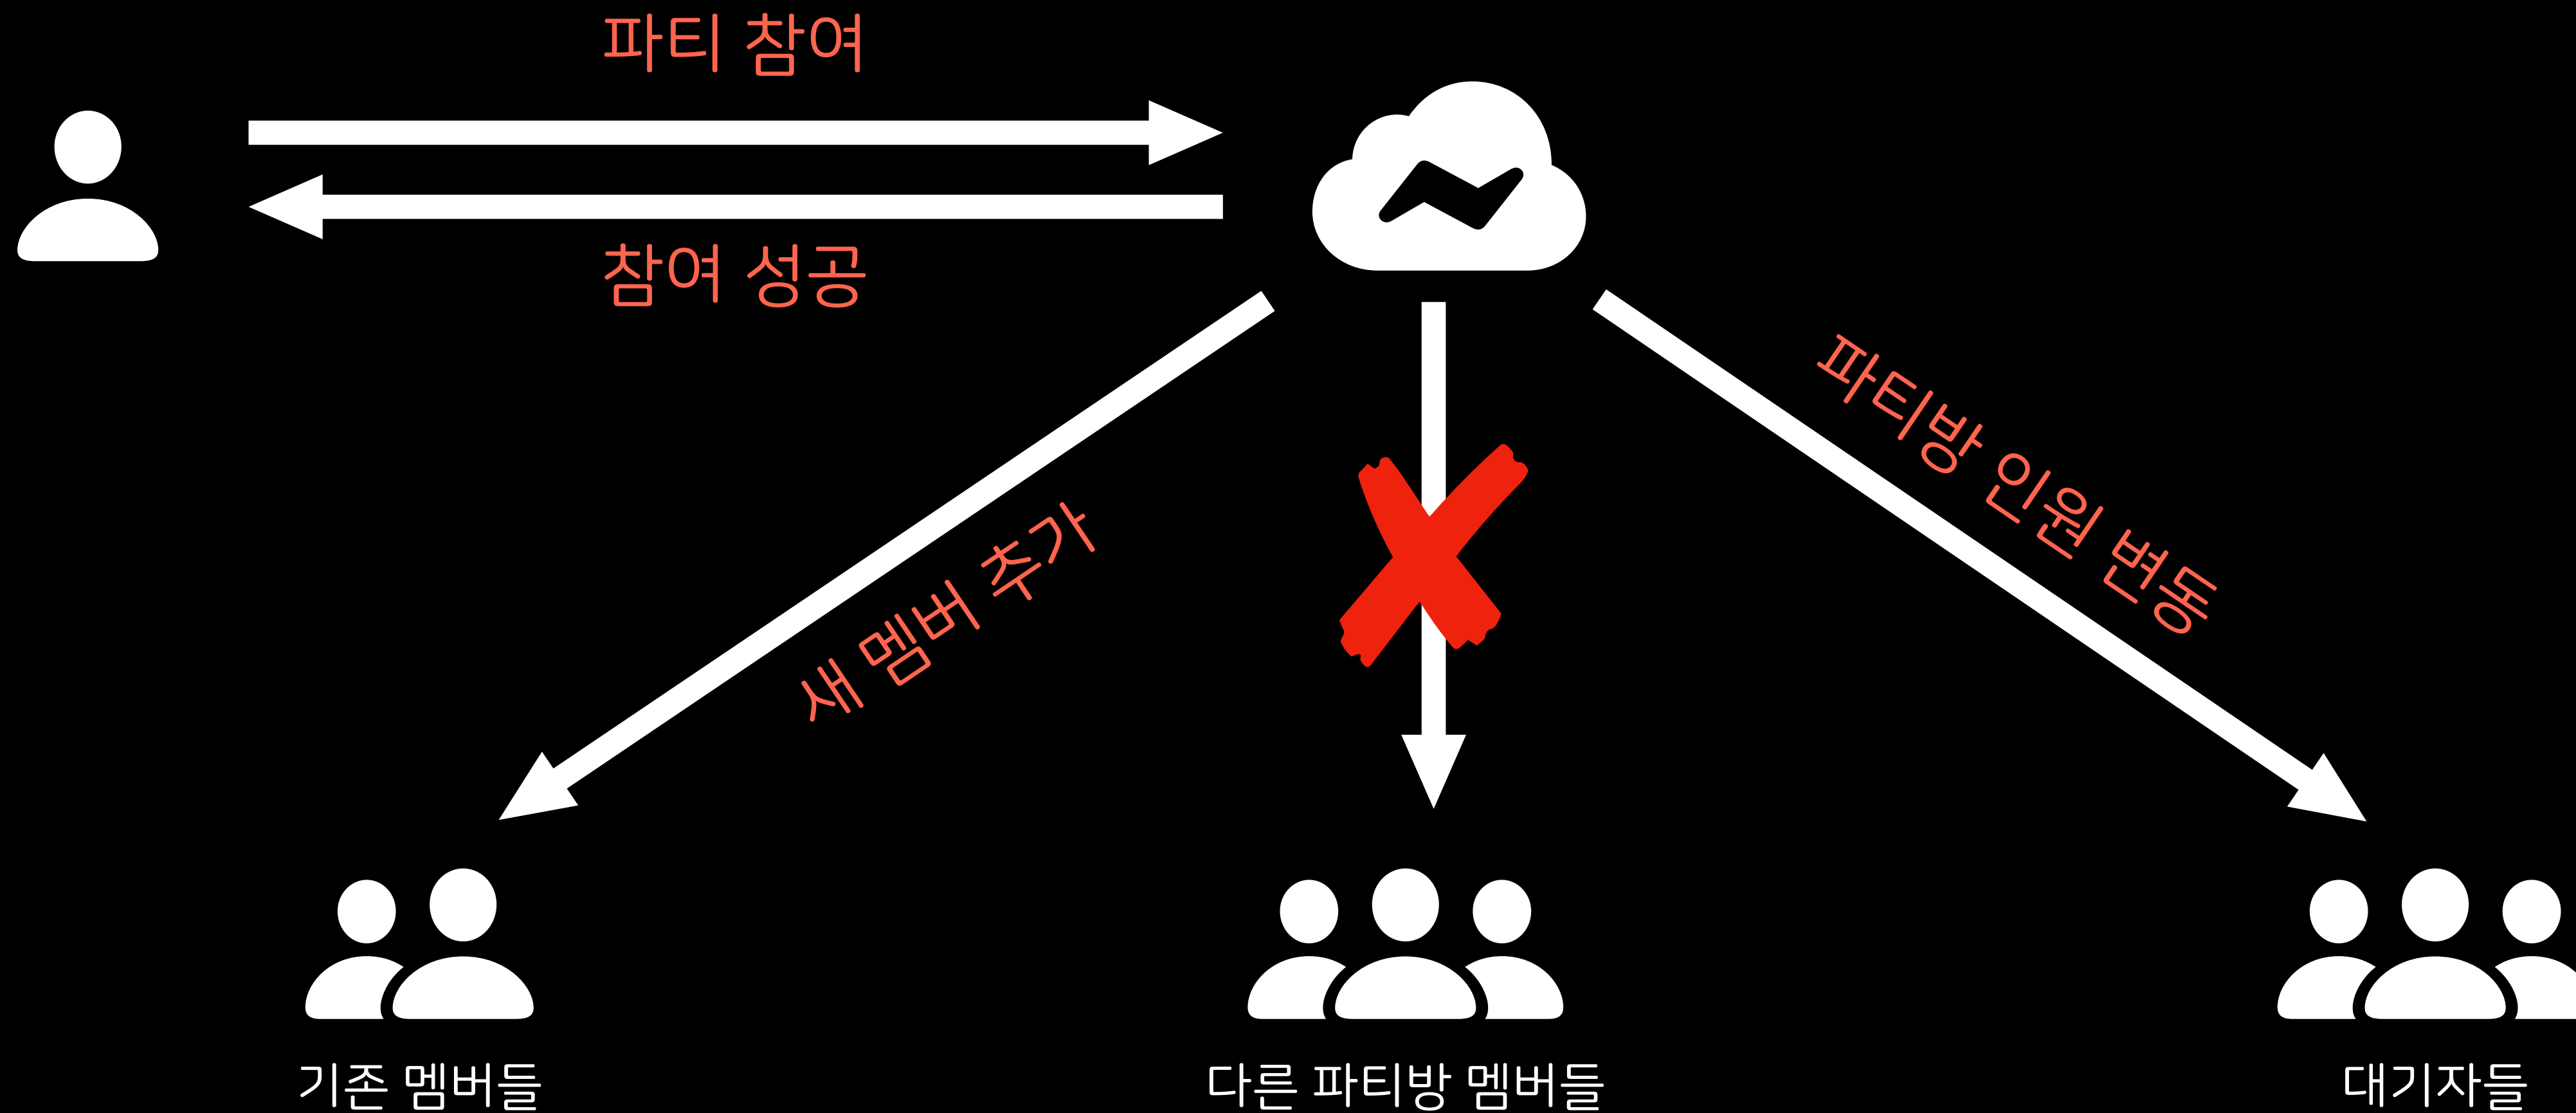 파티 참여
참여 성공
파티방 인원 변동
새 멤버 추가
기존 멤버들
다른 파티방 멤버들
대기자들